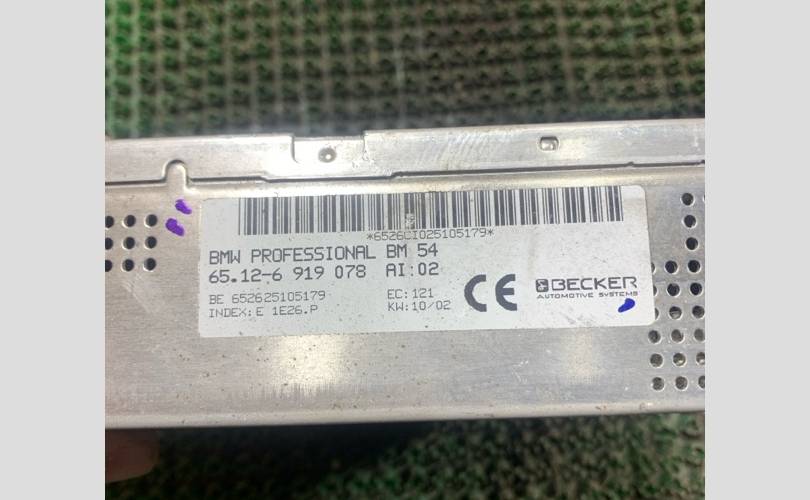 *6526CI025105179*
BMW PROFESSIONAL BM 54
65.12-6 919 078 AI:02
BE 652625105179 EC:121
INDEX:E 1E26.P KW:10/02
CE
BECKER
AUTOMOTIVE SYSTEMS